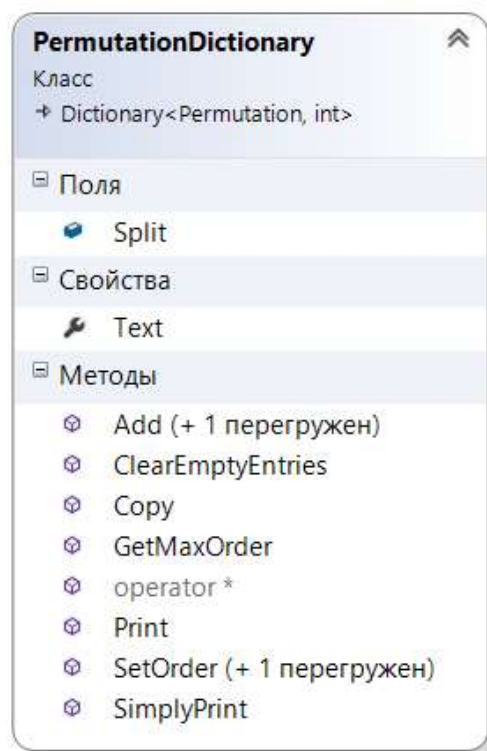 PermutationDictionary
Класс
Dictionary<Permutation, int>
Поля
Split
Свойства
Text
Методы
Add (+ 1 перегружен)
ClearEmptyEntries
Copy
GetMaxOrder
operator *
Print
SetOrder (+ 1 перегружен)
SimplyPrint